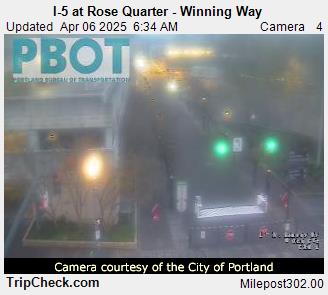 I-5 at Rose Quarter - Winning Way
Updated Apr 06 2025 6:34 AM Camera 4
PBOT
PORTLAND BUREAU OF TRANSPORTATION
Camera courtesy of the City of Portland
TripCheck.com Milepost302.00